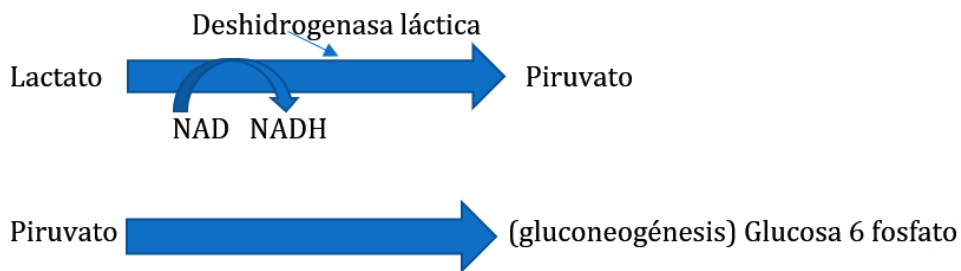 Deshidrogenasa láctica
Lactato
Piruvato
NAD NADH
Piruvato
(gluconeogénesis) Glucosa 6 fosfato